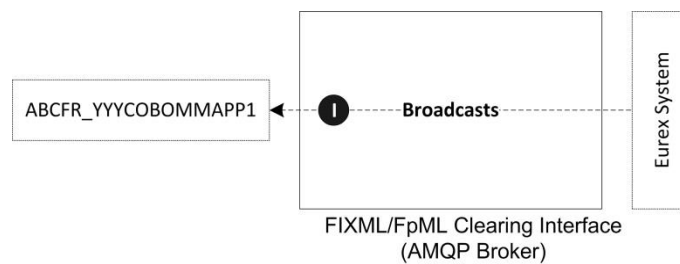 ABCFR_YYYCOBOMMAPP1
I
Broadcasts
Eurex System
FIXML/FpML Clearing Interface
(AMQP Broker)